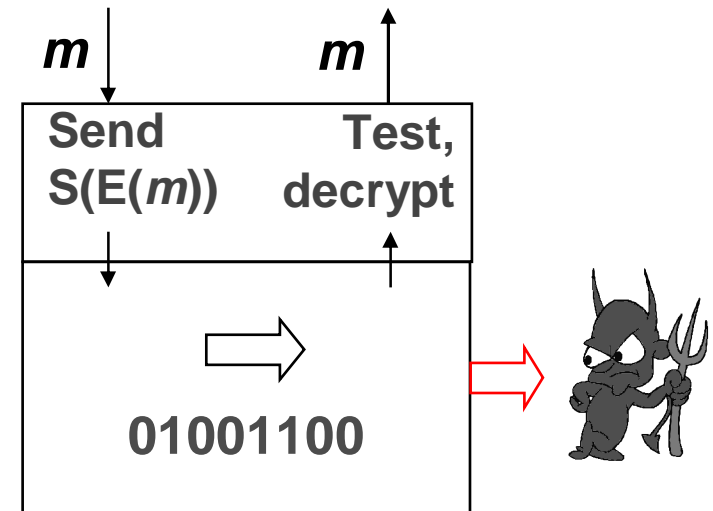 m
m
Send
S(E(m))
Test,
decrypt
01001100